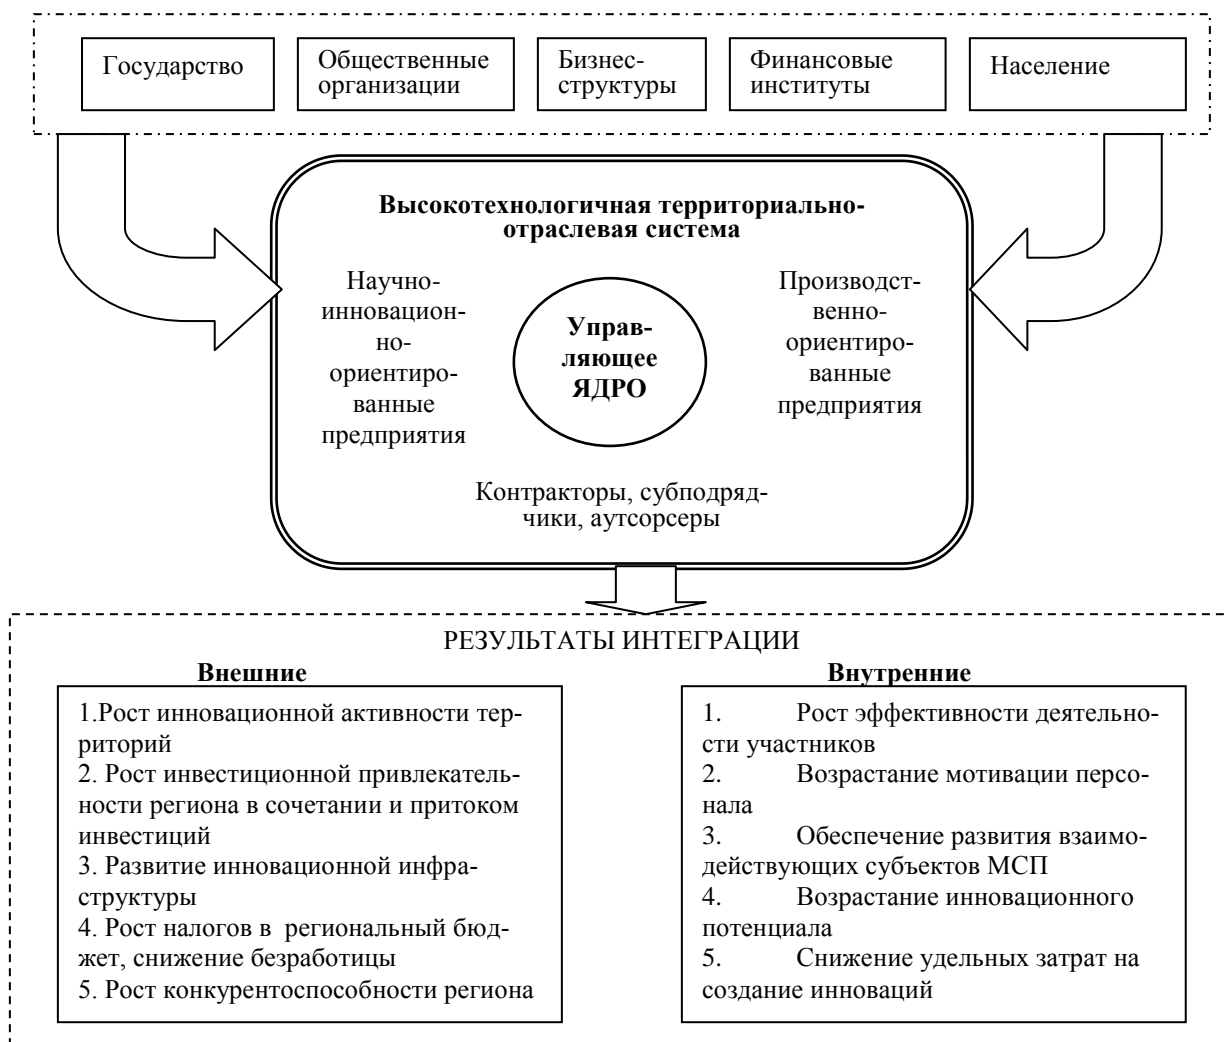 Государство
Общественные
организации
Бизнес-
структуры
Финансовые
институты
Население
Высокотехнологичная территориально-
отраслевая система
Научно-
инновацион-
но-
ориентиро-
ванные
предприятия
Управ-
ляющее
ЯДРО
Производст-
венно-
ориентиро-
ванные
предприятия
Контракторы, субподряд-
чики, аутсорсеры
РЕЗУЛЬТАТЫ ИНТЕГРАЦИИ
Внешние
1.Рост инновационной активности тер-
риторий
2. Рост инвестиционной привлекатель-
ности региона в сочетании и притоком
инвестиций
3. Развитие инновационной инфра-
структуры
4. Рост налогов в региональный бюд-
жет, снижение безработицы
5. Рост конкурентоспособности региона
Внутренние
1. Рост эффективности деятельно-
сти участников
2. Возрастание мотивации персо-
нала
3. Обеспечение развития взаимо-
действующих субъектов МСП
4. Возрастание инновационного
потенциала
5. Снижение удельных затрат на
создание инноваций